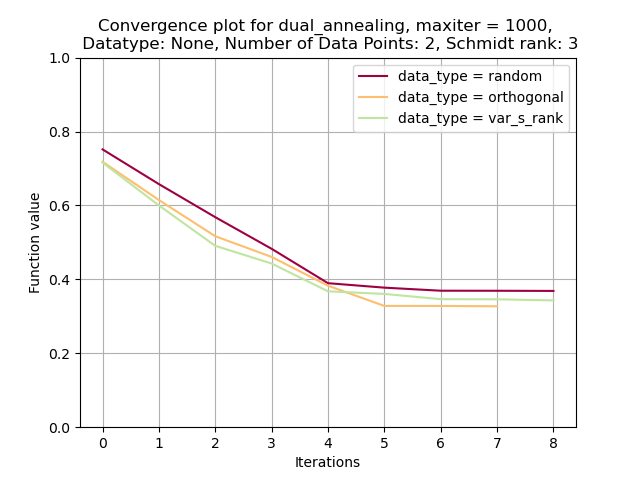 Convergence plot for dual_annealing, maxiter = 1000,
Datatype: None, Number of Data Points: 2, Schmidt rank: 3
data_type = random
data_type = orthogonal
data_type = var_s_rank
Function value
1.0
0.8
0.6
0.4
0.2
0.0
0 1 2 3 4 5 6 7 8
Iterations